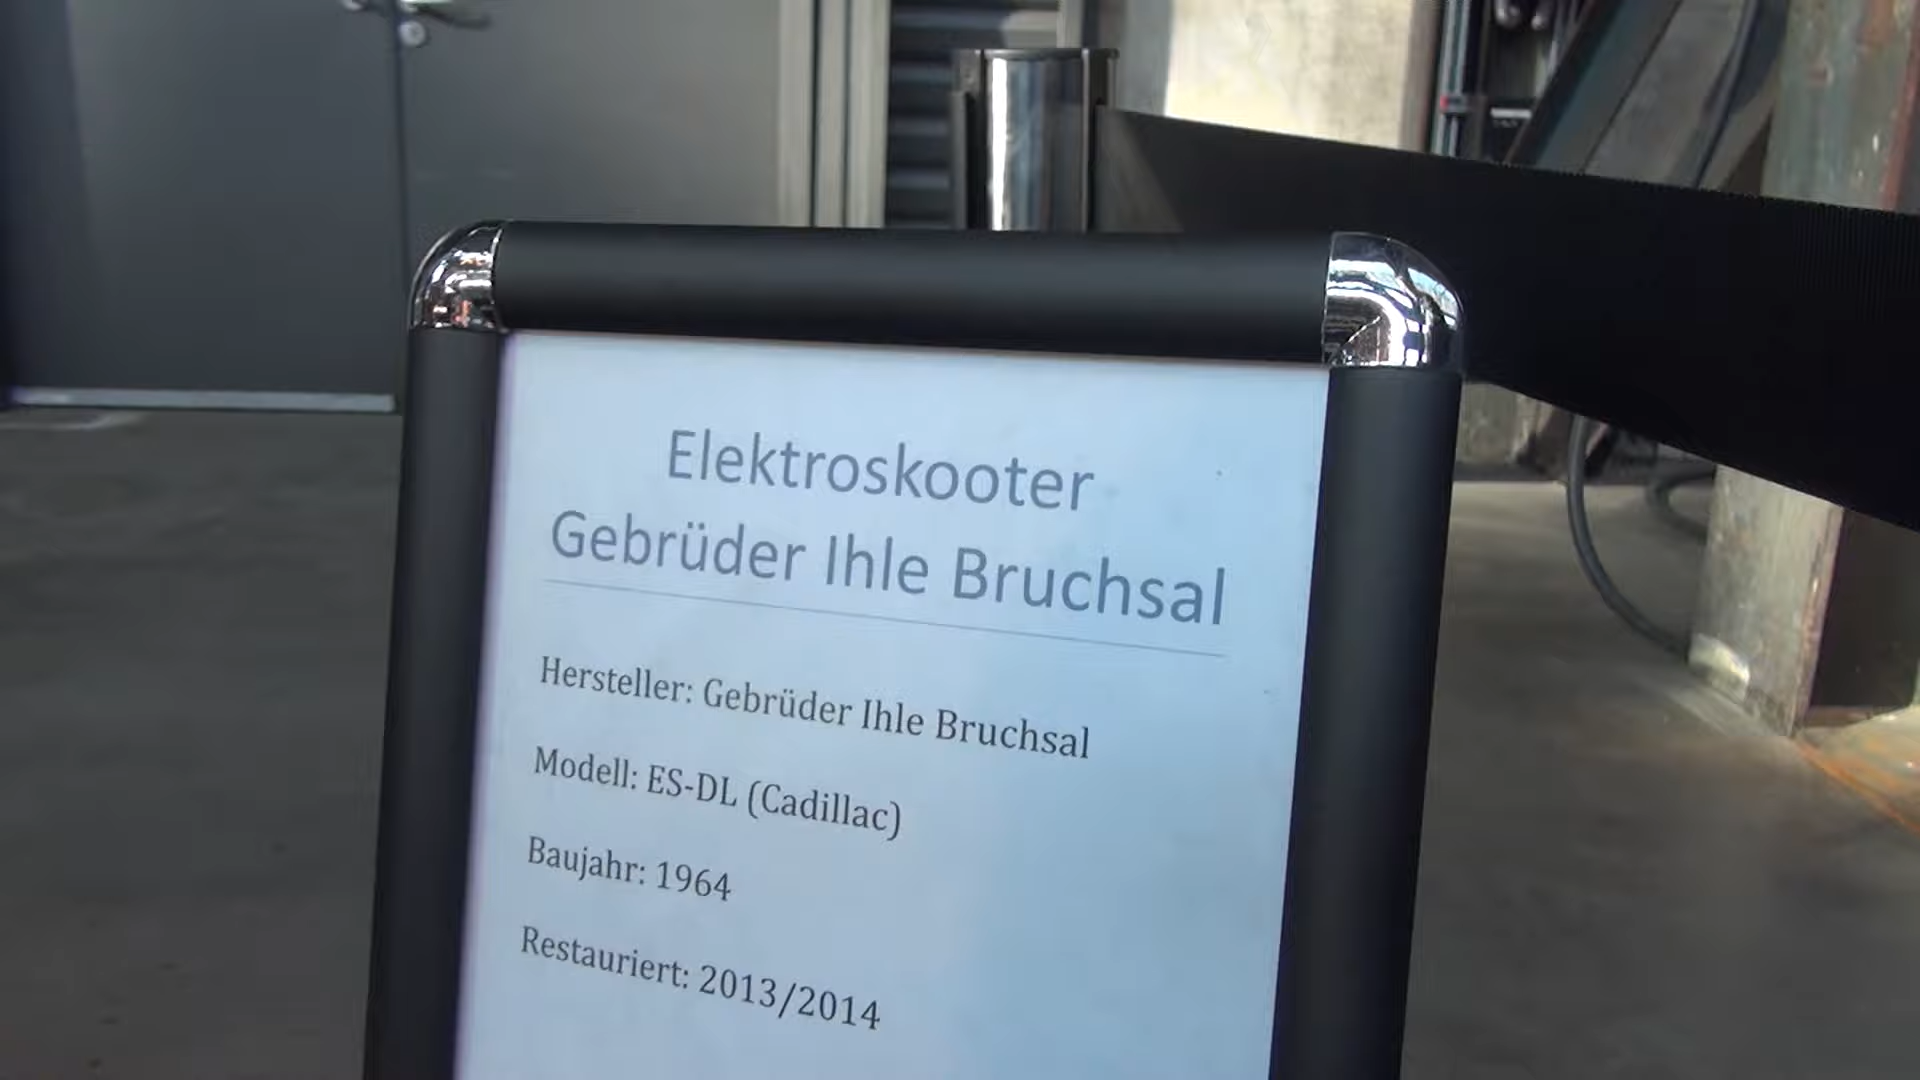 Elektroskooter
Gebrüder Ihle Bruchsal
Hersteller: Gebrüder Ihle Bruchsal
Modell: ES-DL (Cadillac)
Baujahr: 1964
Restauriert: 2013/2014